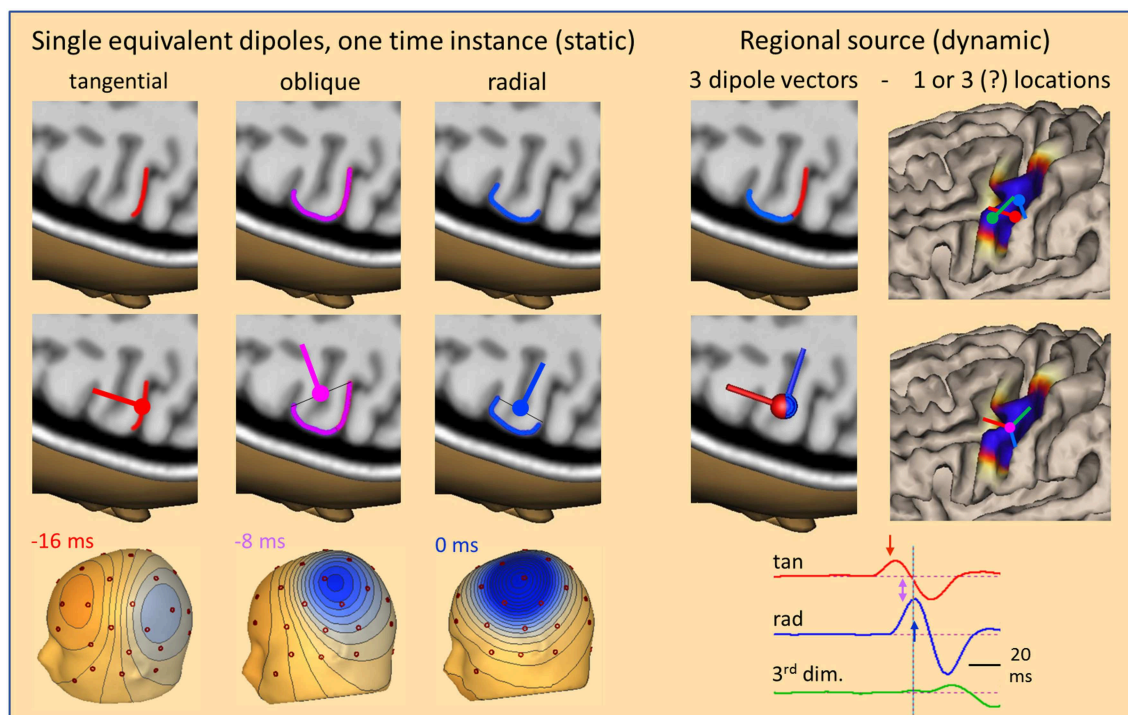 Single equivalent dipoles, one time instance (static)
Regional source (dynamic)
tangential
oblique
radial
3 dipole vectors - 1 or 3 (?) locations
-16 ms
-8 ms
0 ms
tan
rad
20
ms
3rd dim.